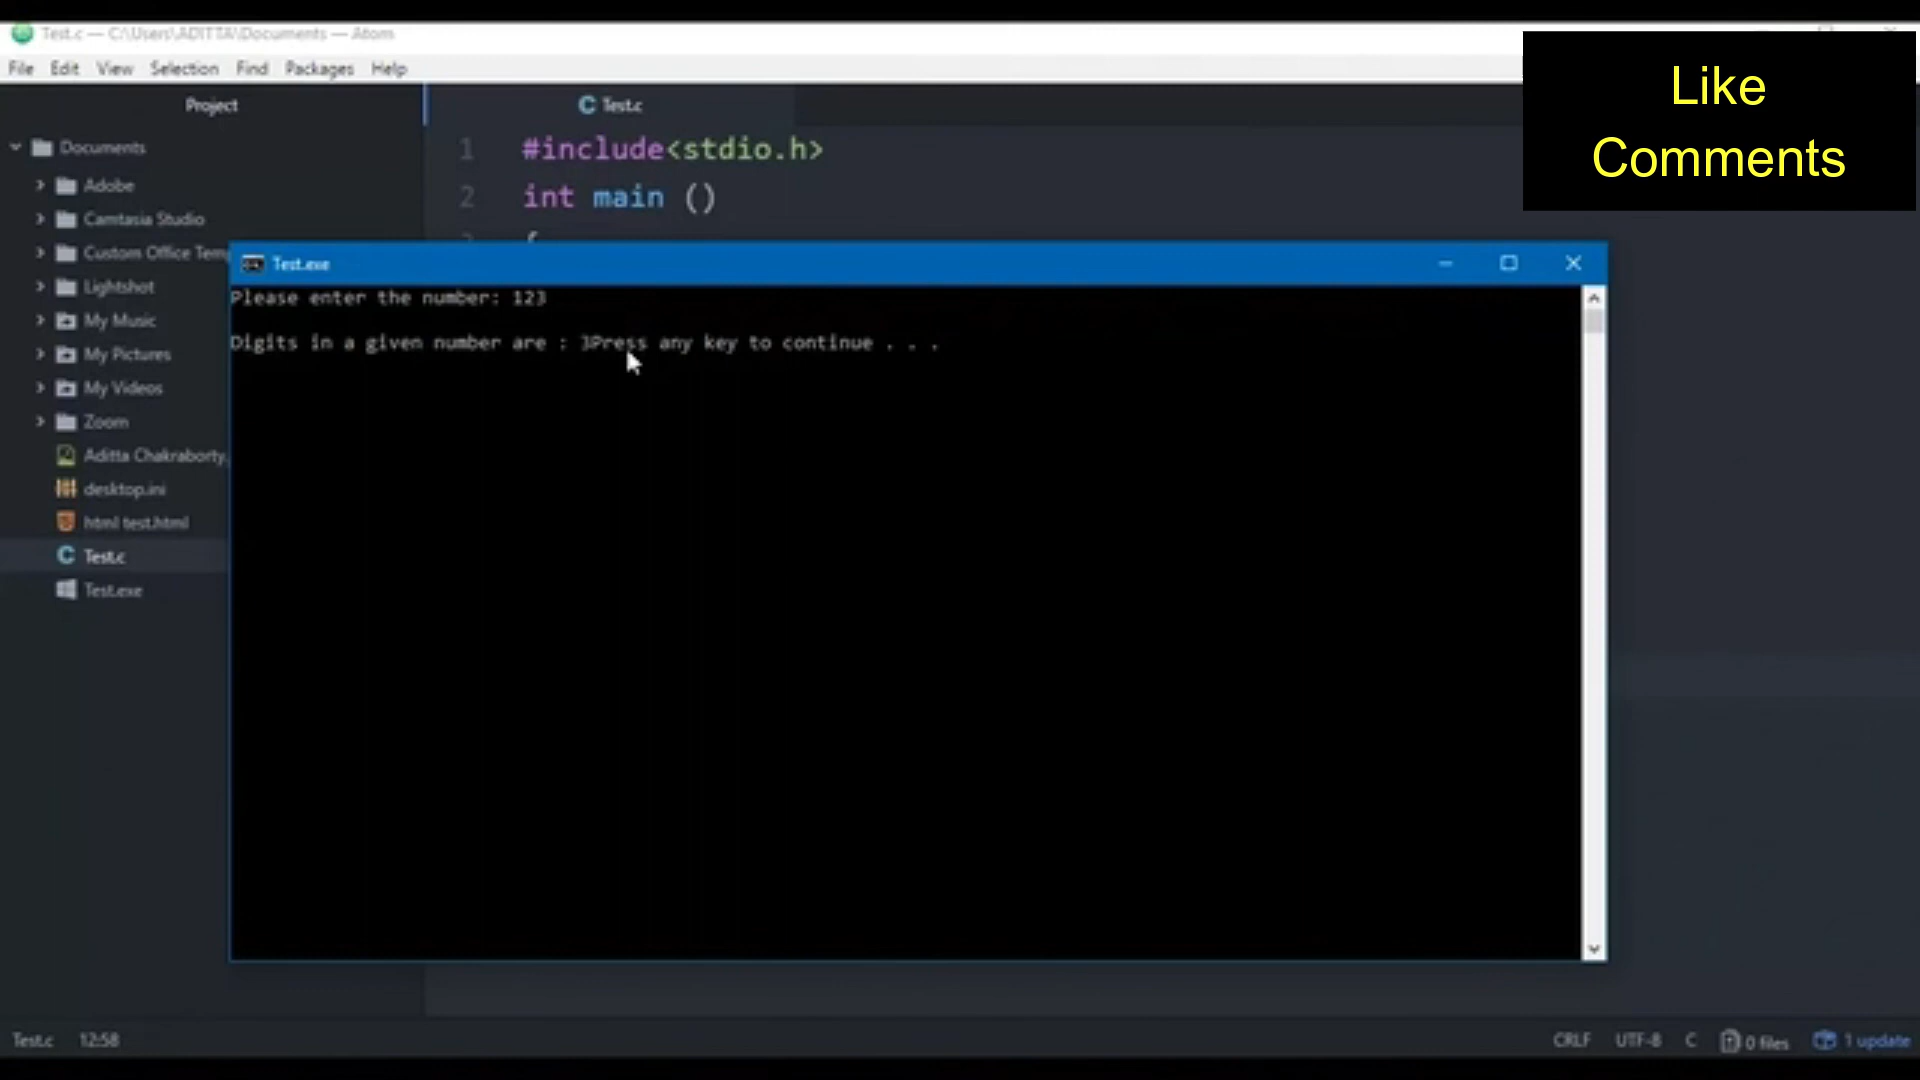 Test.c — C:\Users\ADITTA\Documents — Atom
File Edit View Selection Find Packages Help
Like
Comments
Project
Test.c
Documents
Adobe
Camtasia Studio
Custom Office Temp
Lightshot
My Music
My Pictures
My Videos
Zoom
Aditta Chakraborty.
desktop.ini
html test.html
Test.c
Test.exe
1 #include<stdio.h>
2 int main ()
Test.exe
Please enter the number: 123
Digits in a given number are : 3Press any key to continue . . .
Test.c 12:58
CRLF UTF-8 C 0 files 1 update